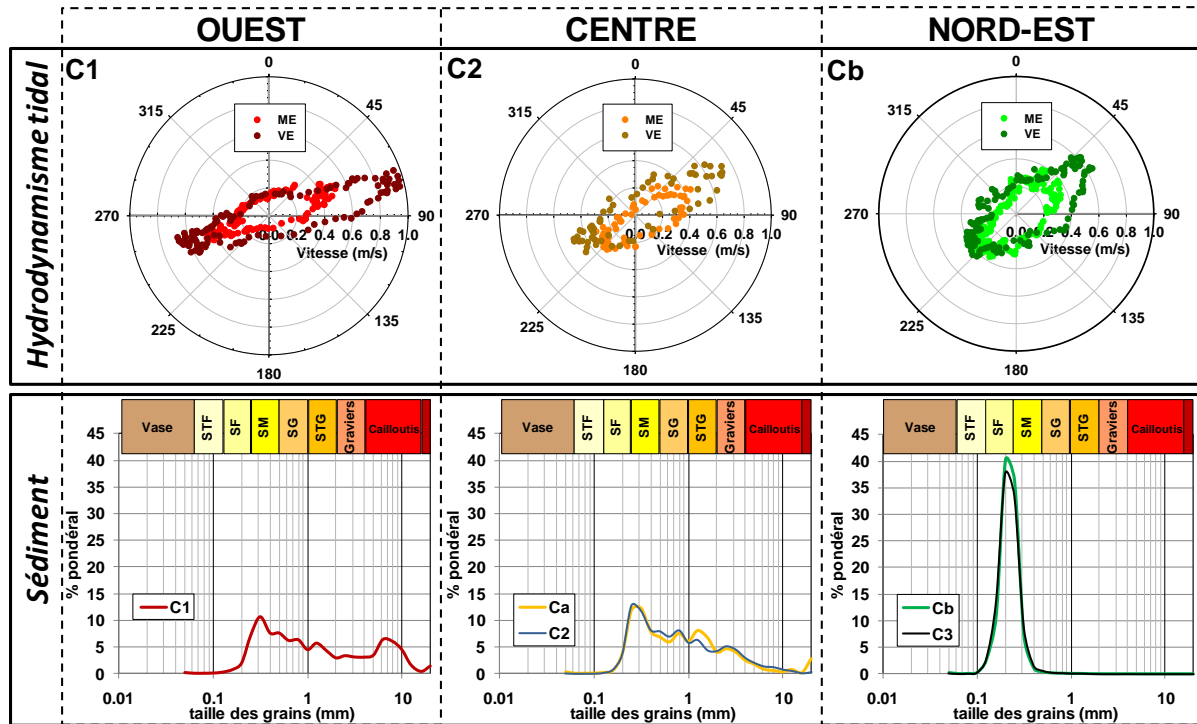 OUEST
CENTRE
NORD-EST
Hydrodynamisme tidal
C1
0
45
90
135
180
225
270
315
ME
VE
0.0 0.2 0.4 0.6 0.8 1.0
Vitesse (m/s)
C2
0
45
90
135
180
225
270
315
ME
VE
0.0 0.2 0.4 0.6 0.8 1.0
Vitesse (m/s)
Cb
0
45
90
135
180
225
270
315
ME
VE
0.0 0.2 0.4 0.6 0.8 1.0
Vitesse (m/s)
Sédiment
Vase STF SF SM SG STG Graviers Cailloutis
% pondéral
45
40
35
30
25
20
15
10
5
0
C1
0.01 0.1 1 10
taille des grains (mm)
Vase STF SF SM SG STG Graviers Cailloutis
% pondéral
45
40
35
30
25
20
15
10
5
0
Ca
C2
0.01 0.1 1 10
taille des grains (mm)
Vase STF SF SM SG STG Graviers Cailloutis
% pondéral
45
40
35
30
25
20
15
10
5
0
Cb
C3
0.01 0.1 1 10
taille des grains (mm)